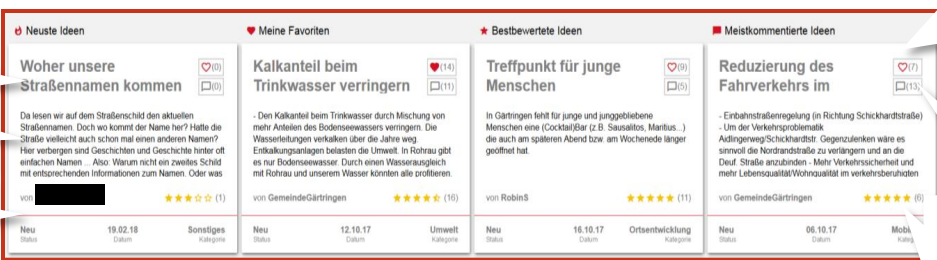 Neuste Ideen
Woher unsere
Straßennamen kommen
(0)
(0)
Da lesen wir auf dem Straßenschild den aktuellen
Straßennamen. Doch wo kommt der Name her? Hatte die
Straße vielleicht auch schon mal einen anderen Namen?
Hier verbergen sind Geschichten und Geschichte hinter oft
einfachen Namen ... Also: Warum nicht ein zweites Schild
mit entsprechenden Informationen zum Namen. Oder was
von
(1)
Neu
19.02.18
Sonstiges
Status
Datum
Kategorie
Meine Favoriten
Kalkanteil beim
Trinkwasser verringern
(14)
(11)
- Den Kalkanteil beim Trinkwasser durch Mischung von
mehr Anteilen des Bodenseewassers verringern. Die
Wasserleitungen verkalken über die Jahre weg.
Entkalkungsanlagen belasten die Umwelt. In Rohrau gibt
es nur Bodenseewasser. Durch einen Wasserausgleich
mit Rohrau und unserem Wasser könnten alle profitieren.
von GemeindeGärtringen
(16)
Neu
12.10.17
Umwelt
Status
Datum
Kategorie
Bestbewertete Ideen
Treffpunkt für junge
Menschen
(9)
(5)
In Gärtringen fehlt für junge und junggebliebene
Menschen eine (Cocktail)Bar (z.B. Sausalitos, Maritus...)
die auch am späteren Abend bzw. am Wochenede länger
geöffnet hat.
von RobinS
(11)
Neu
16.10.17
Ortsentwicklung
Status
Datum
Kategorie
Meistkommentierte Ideen
Reduzierung des
Fahrverkehrs im
(7)
(13)
- Einbahnstraßenregelung (in Richtung Schickhardtstraße)
- Um der Verkehrsproblematik
Aidlingerweg/Schickhardtstr. Gegenzulenken wäre es
sinnvoll die Nordrandstraße zu verlängern und an die
Deuf. Straße anzubinden - Mehr Verkehrssicherheit und
mehr Lebensqualität/Wohnqualität im verkehrsberuhigten
von GemeindeGärtringen
(6)
Neu
06.10.17
Status
Datum